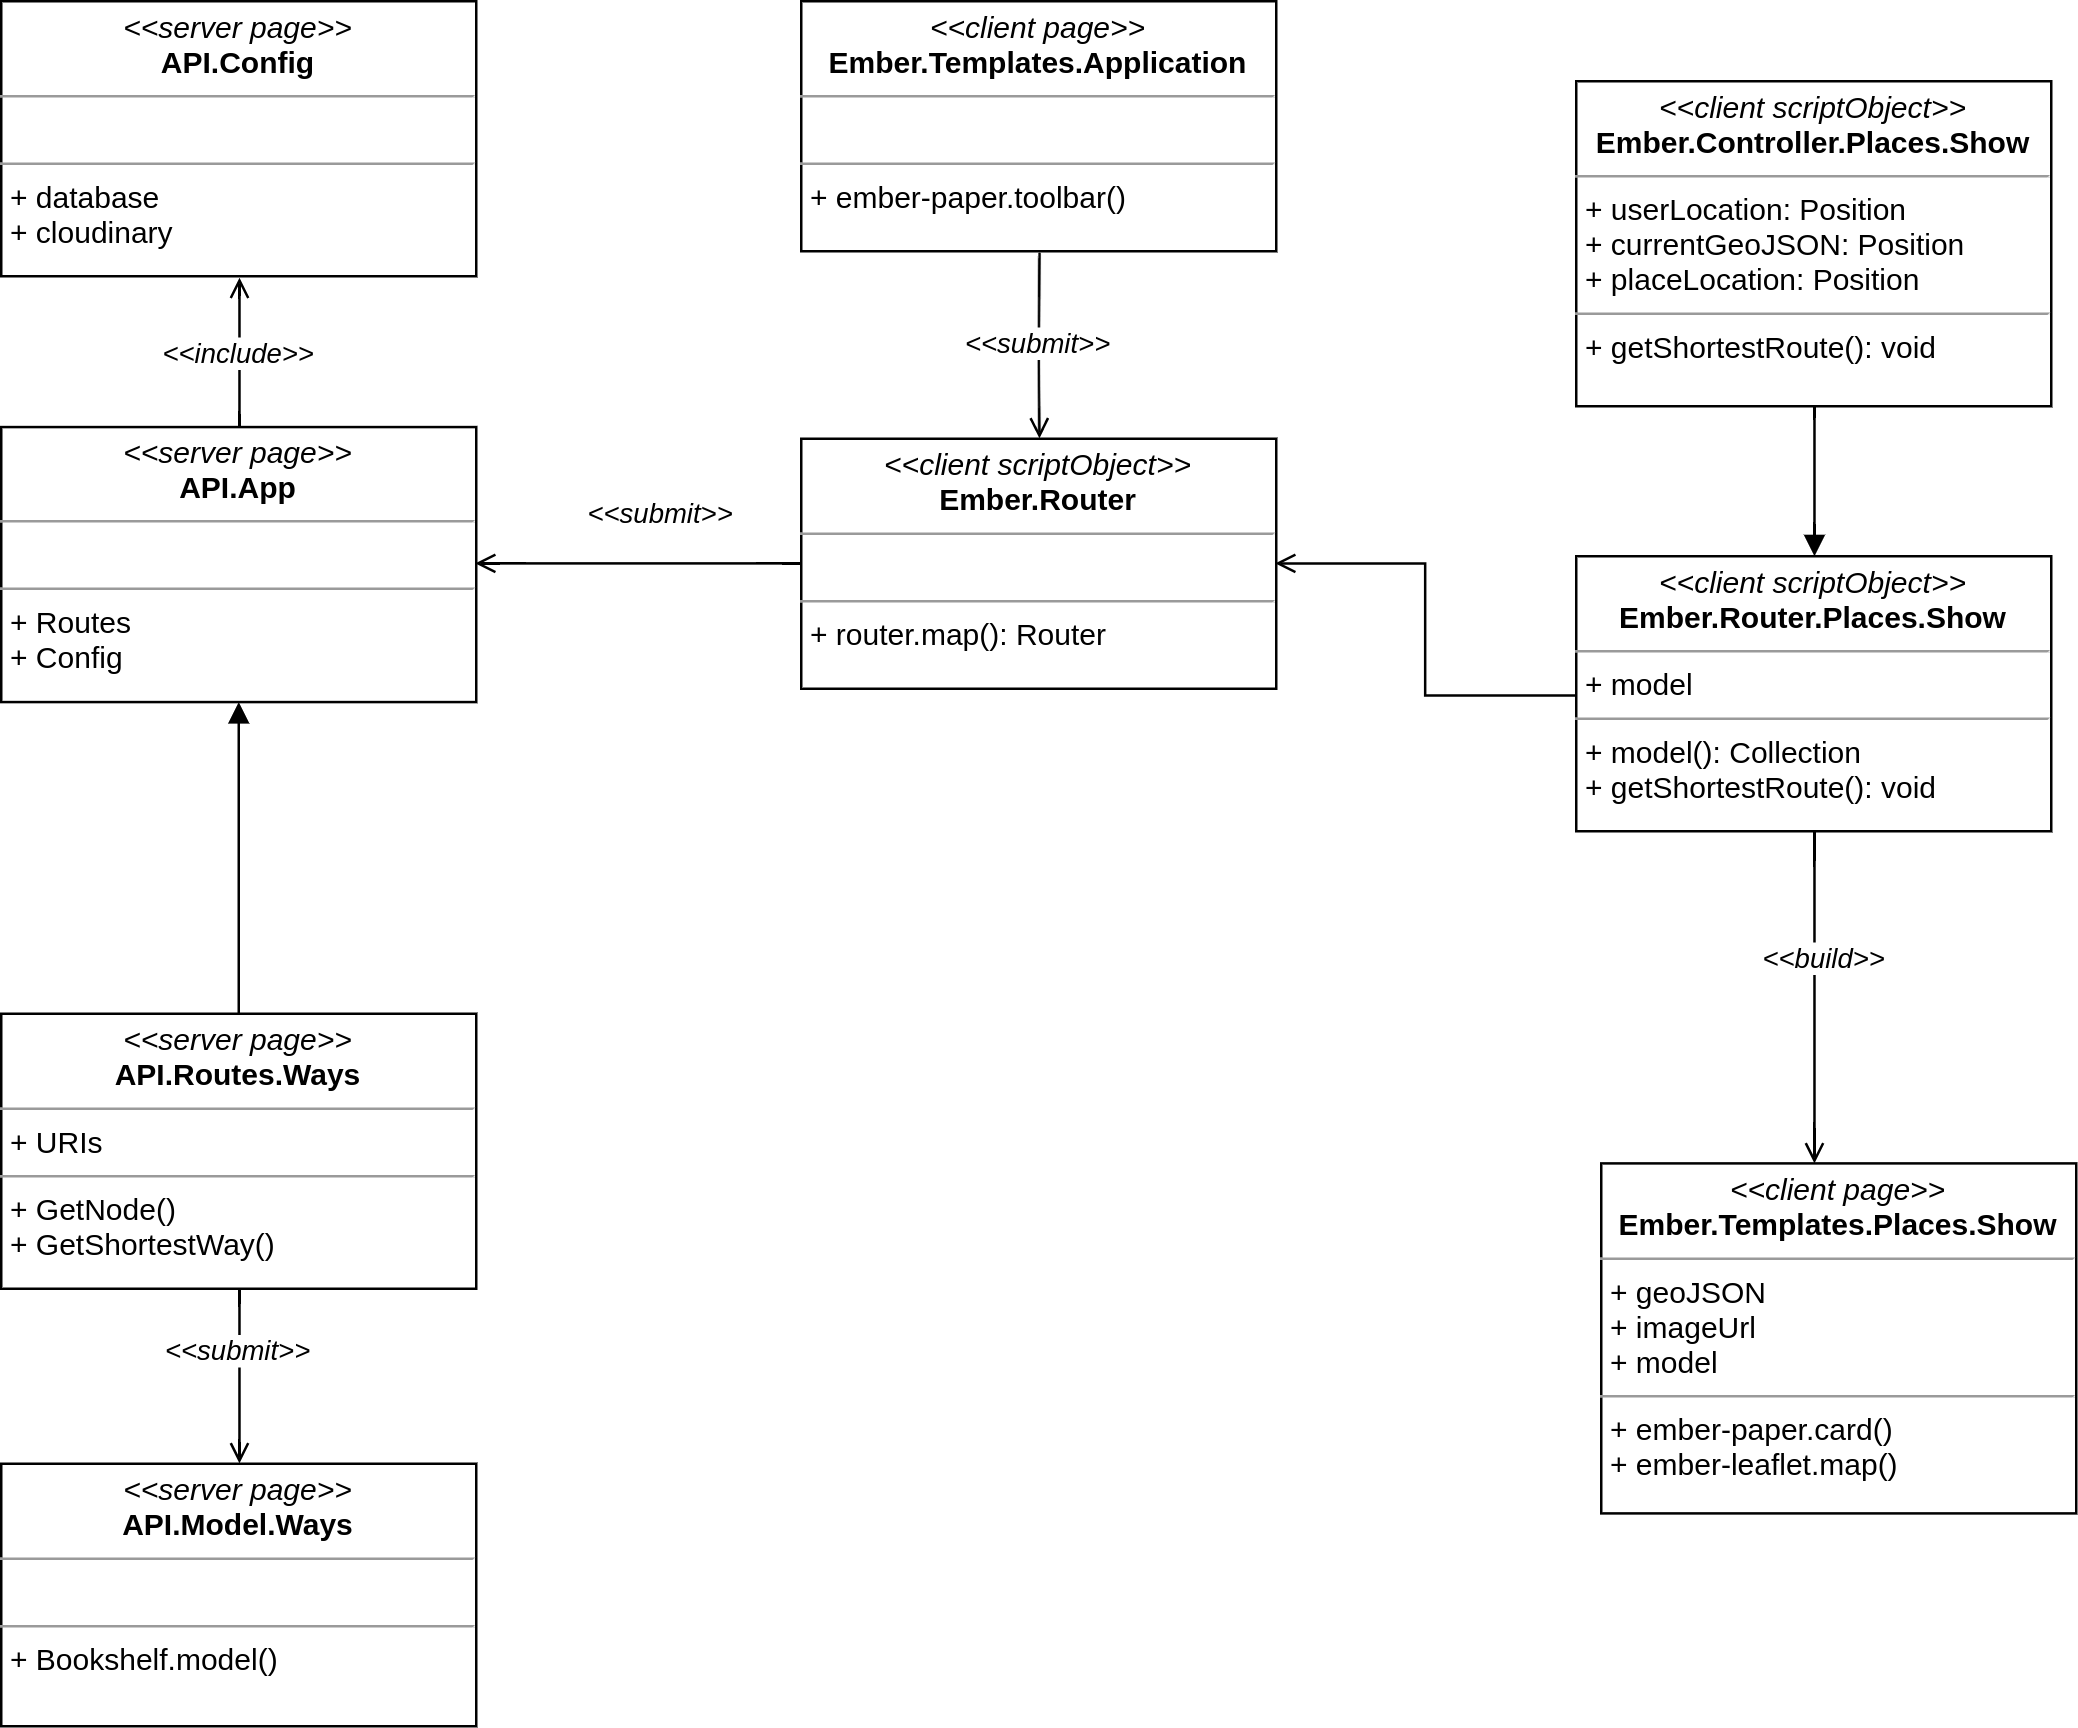 <<server page>>
API.Config
+ database
+ cloudinary
<<include>>
<<server page>>
API.App
+ Routes
+ Config
<<server page>>
API.Routes.Ways
+ URIs
+ GetNode()
+ GetShortestWay()
<<submit>>
<<server page>>
API.Model.Ways
+ Bookshelf.model()
<<client page>>
Ember.Templates.Application
+ ember-paper.toolbar()
<<submit>>
<<submit>>
<<client scriptObject>>
Ember.Router
+ router.map(): Router
<<client scriptObject>>
Ember.Controller.Places.Show
+ userLocation: Position
+ currentGeoJSON: Position
+ placeLocation: Position
+ getShortestRoute(): void
<<client scriptObject>>
Ember.Router.Places.Show
+ model
+ model(): Collection
+ getShortestRoute(): void
<<build>>
<<client page>>
Ember.Templates.Places.Show
+ geoJSON
+ imageUrl
+ model
+ ember-paper.card()
+ ember-leaflet.map()